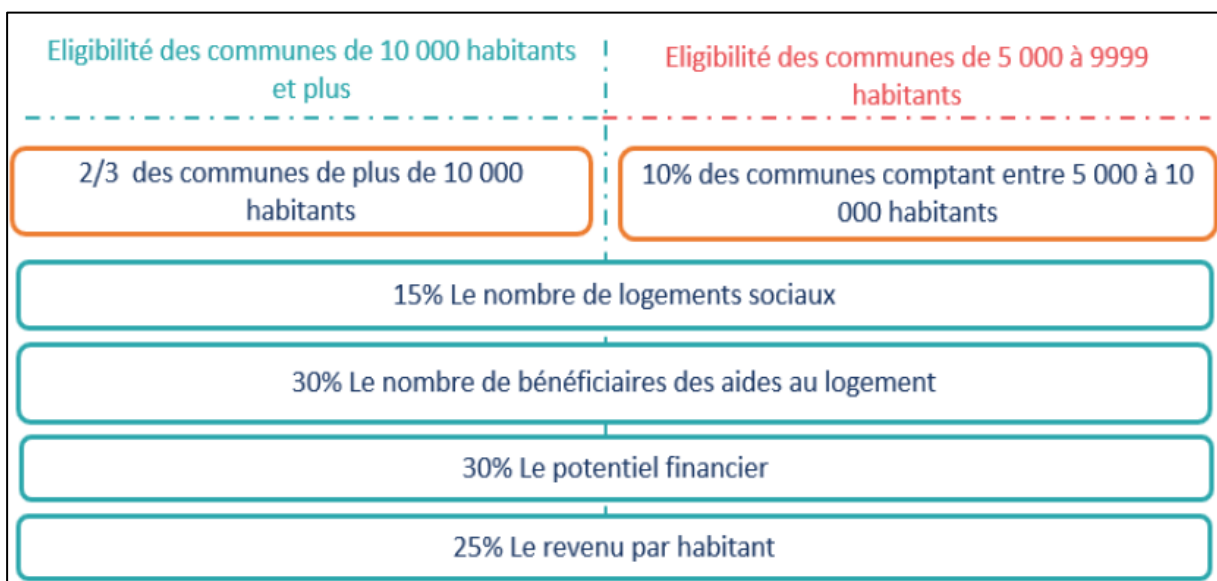 Eligibilité des communes de 10 000 habitants
et plus
Eligibilité des communes de 5 000 à 9999
habitants
2/3 des communes de plus de 10 000
habitants
10% des communes comptant entre 5 000 à 10
000 habitants
15% Le nombre de logements sociaux
30% Le nombre de bénéficiaires des aides au logement
30% Le potentiel financier
25% Le revenu par habitant